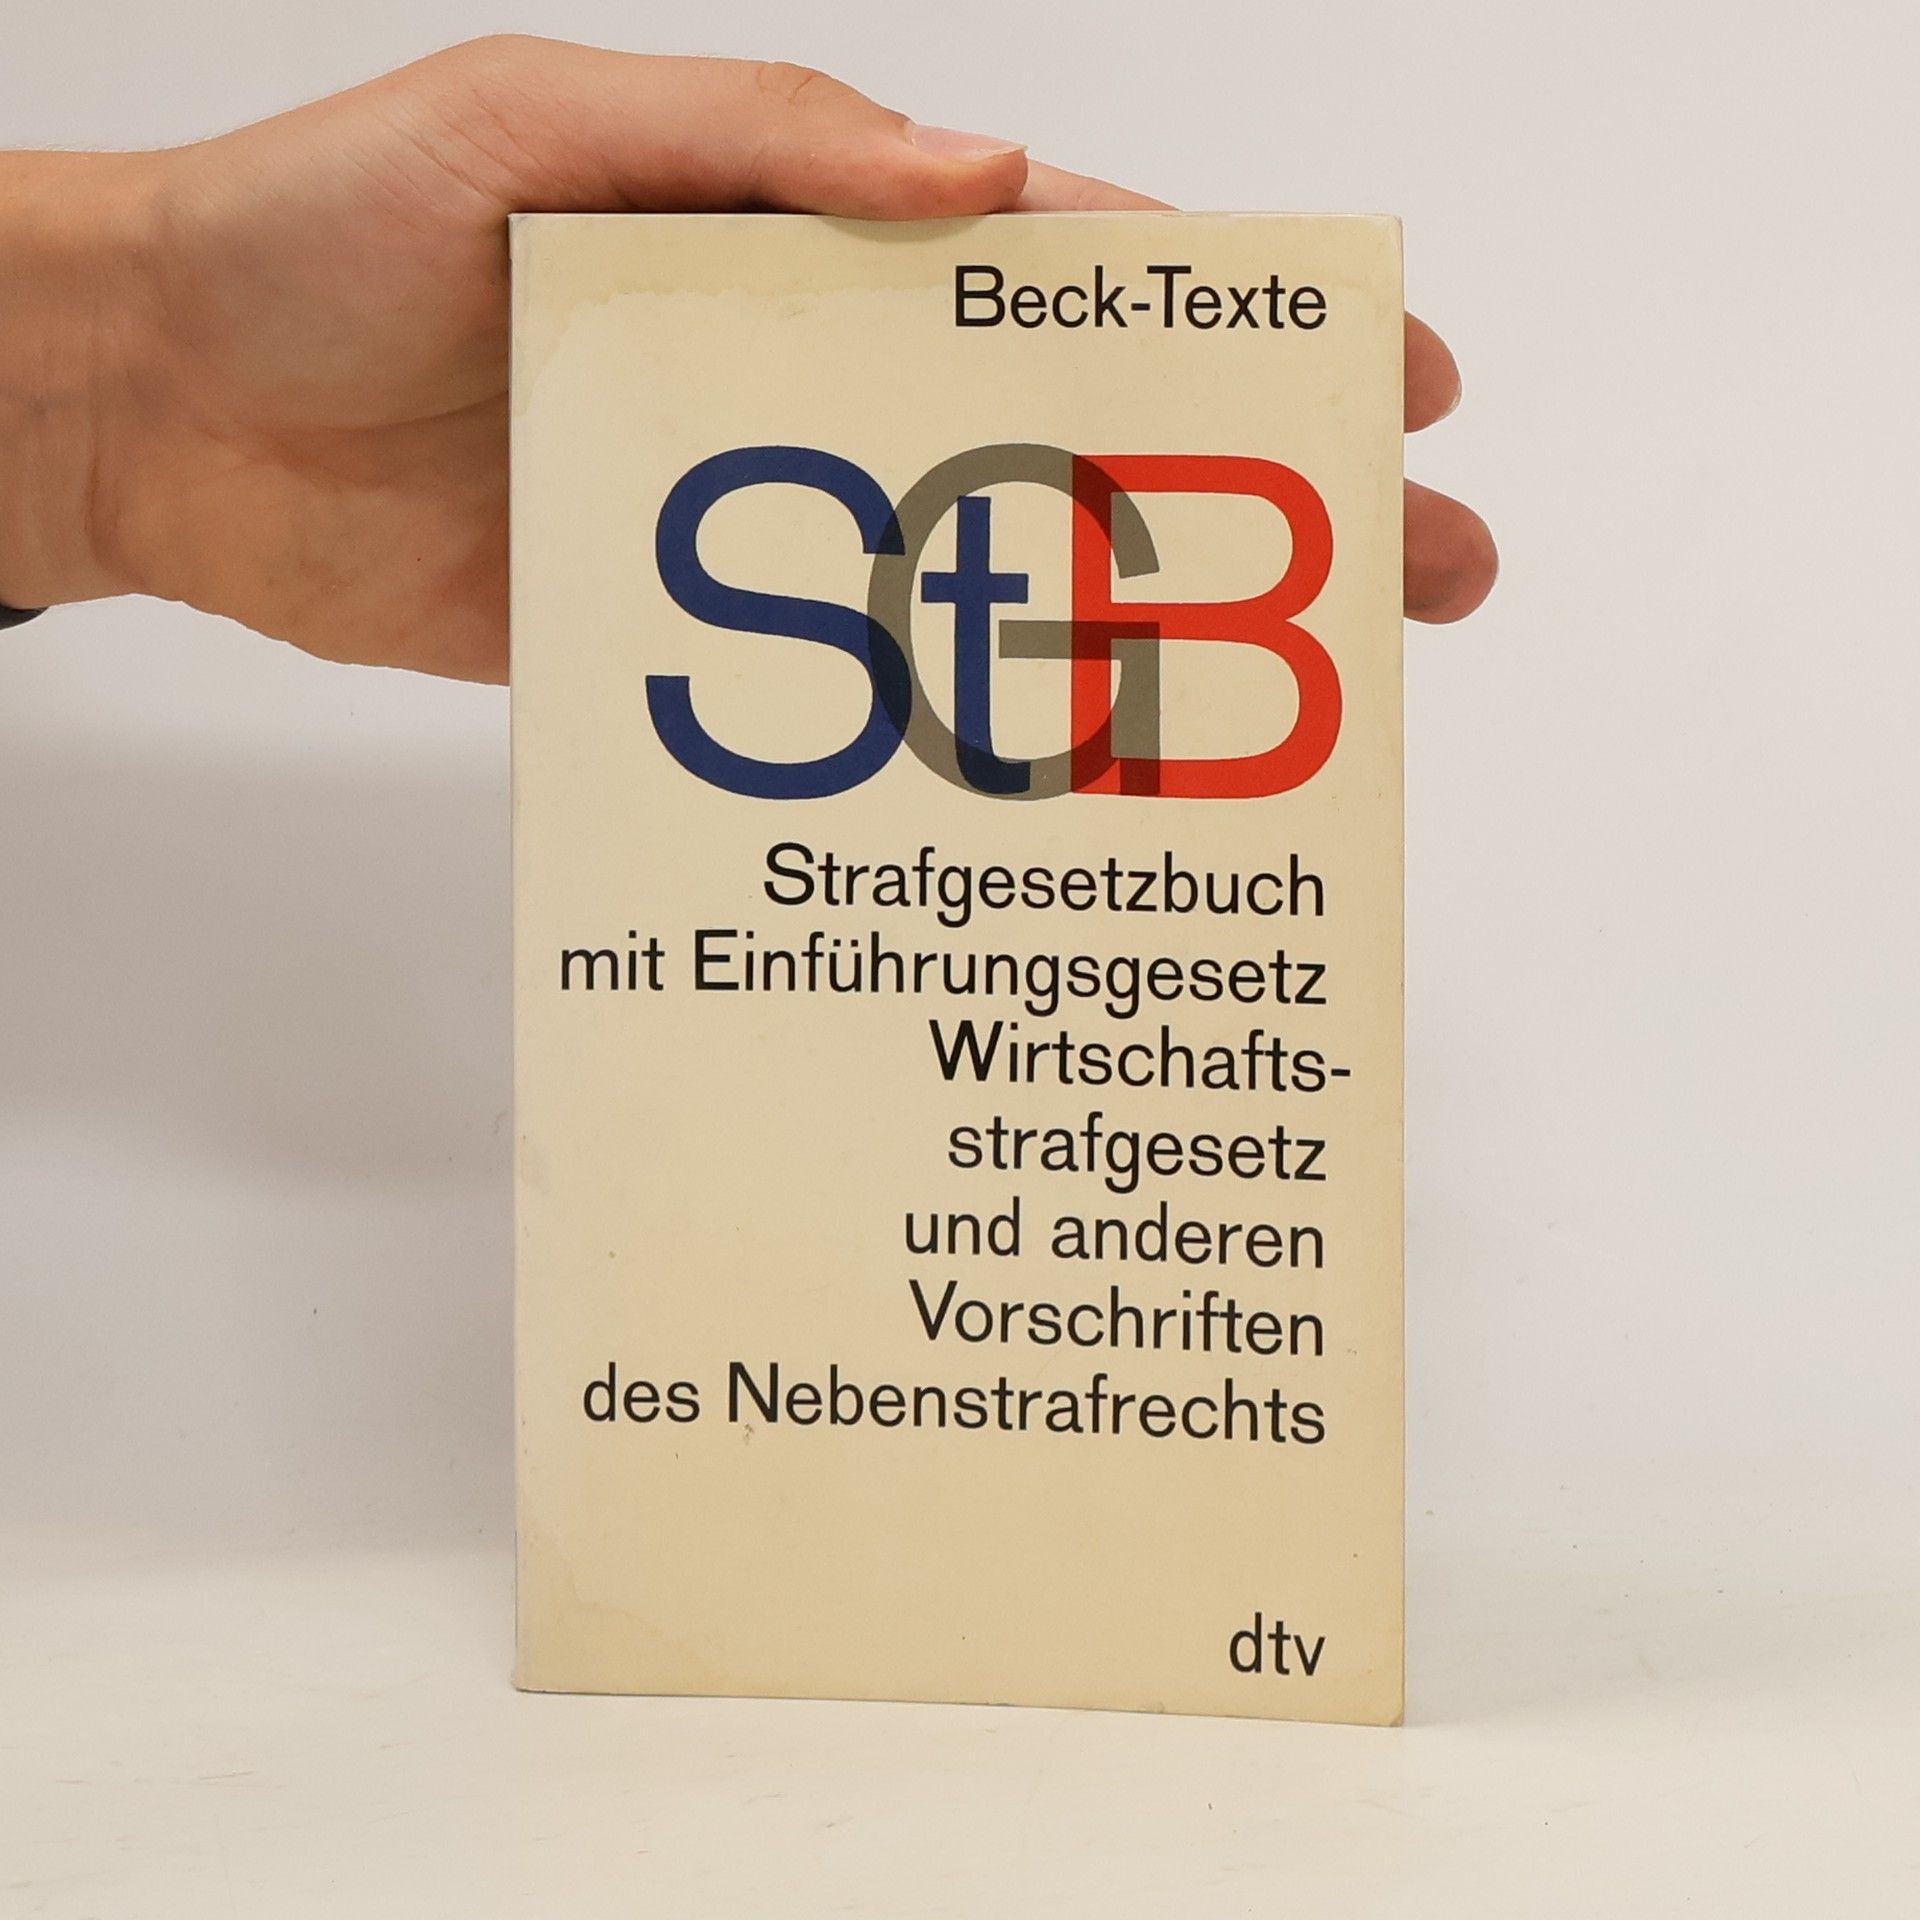 Beck-Texte
StGB
Strafgesetzbuch
mit Einführungsgesetz
Wirtschafts-
strafgesetz
und anderen
Vorschriften
des Nebenstrafrechts
dtv